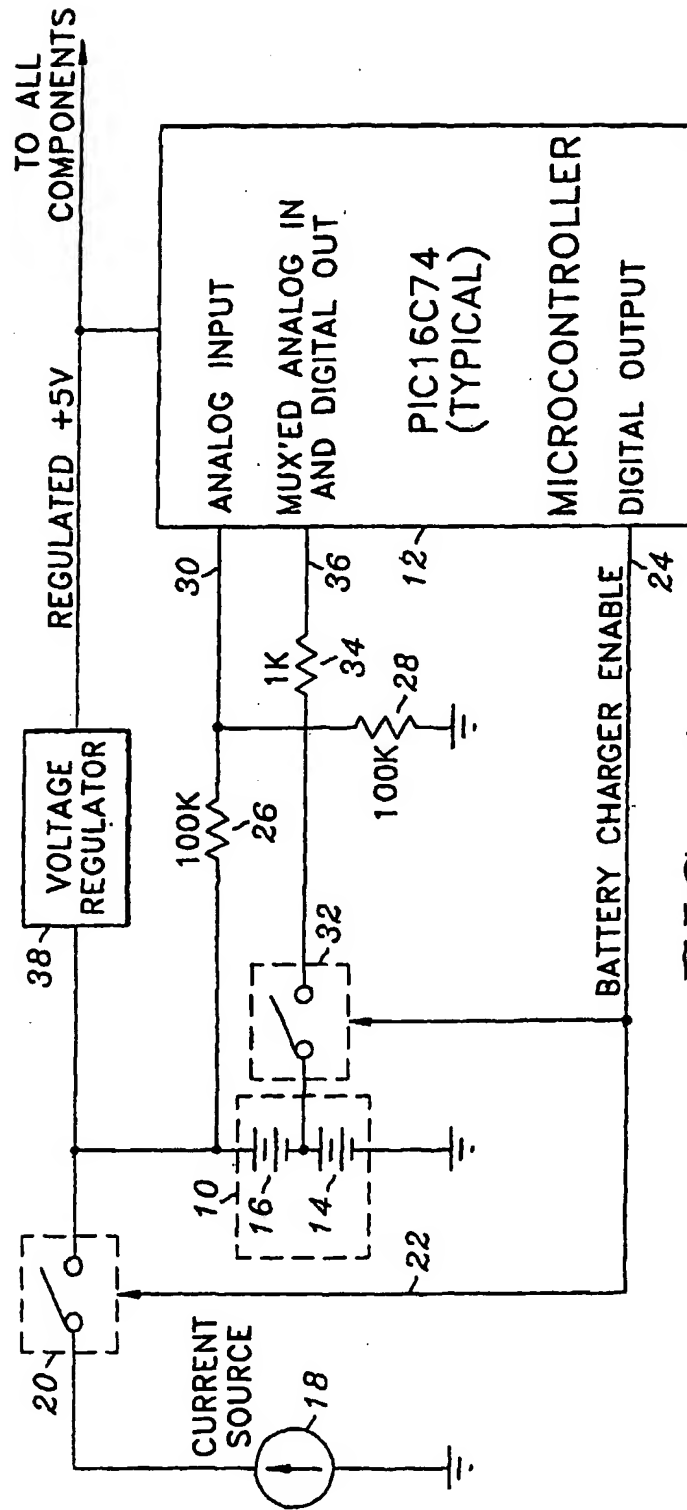 TO ALL
COMPONENTS
REGULATED +5V
VOLTAGE
REGULATOR
38
ANALOG INPUT
30
MUX'ED ANALOG IN
AND DIGITAL OUT
36
PIC16C74
(TYPICAL)
12
MICROCONTROLLER
DIGITAL OUTPUT
24
BATTERY CHARGER ENABLE
100K
26
1K
34
28
100K
32
10
16
14
20
22
CURRENT
SOURCE
18